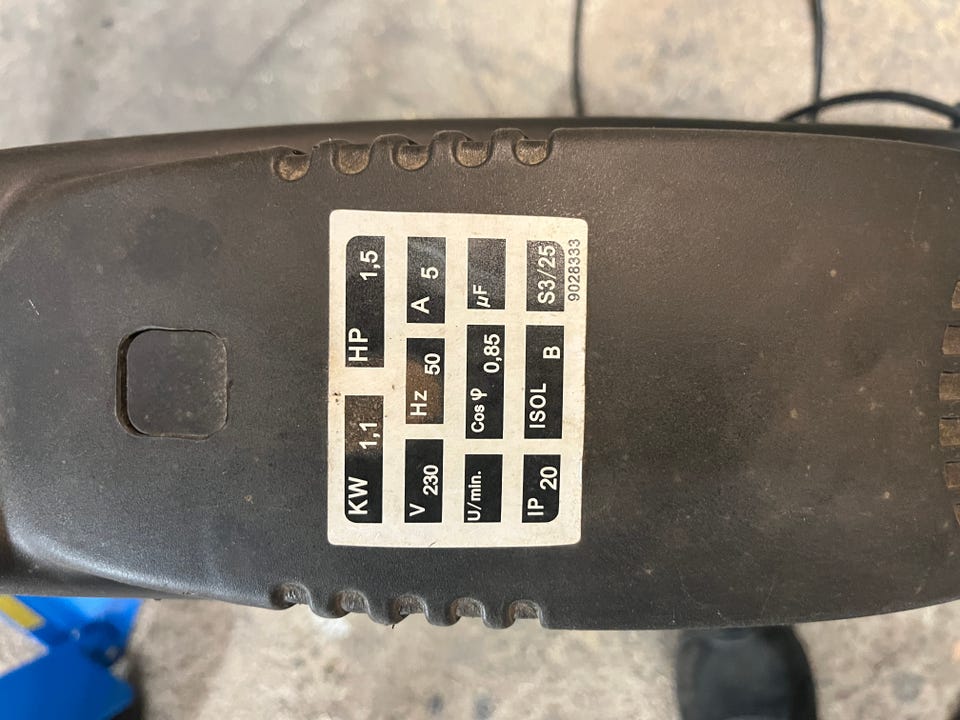 KW 1,1 HP 1,5
V 230 Hz 50 A 5
U/min. Cos φ 0,85 µF
IP 20 ISOL B S3/25
9028333